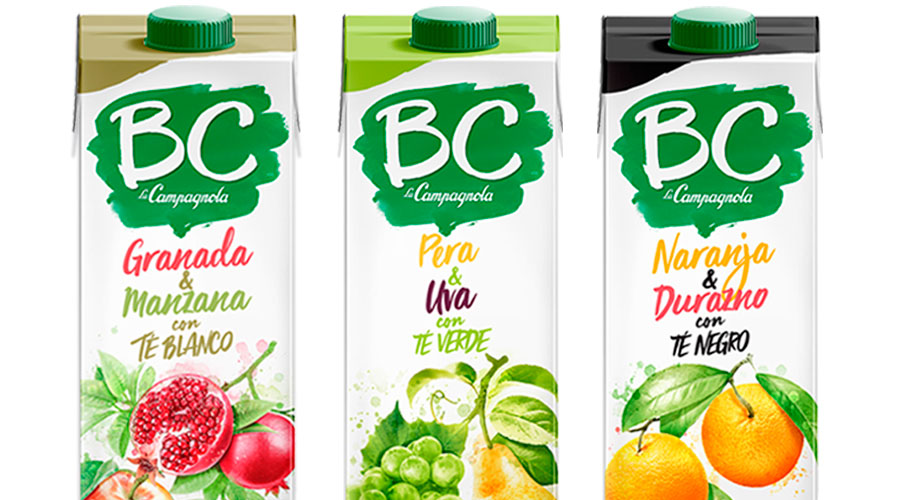 BC
La Campagnola
Granada
&
Manzana
con
TÉ BLANCO
BC
La Campagnola
Pera
&
Uva
con
TÉ VERDE
BC
La Campagnola
Naranja
&
Durazno
con
TÉ NEGRO